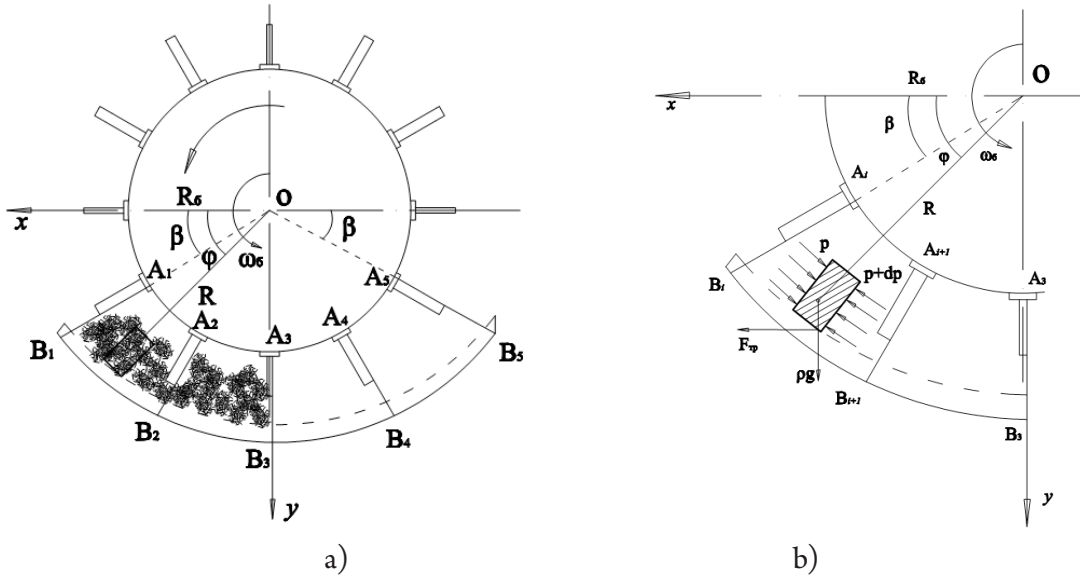 O
x
R₆
β
φ
ω₆
β
R
A₁
A₂
A₃
A₄
A₅
B₁
B₂
B₃
B₄
B₅
y
a)
O
x
R₆
β
φ
ω₆
Aᵢ
R
Aᵢ₊₁
A₃
p
p+dp
Bᵢ
Fтр
ρg
Bᵢ₊₁
B₃
y
b)